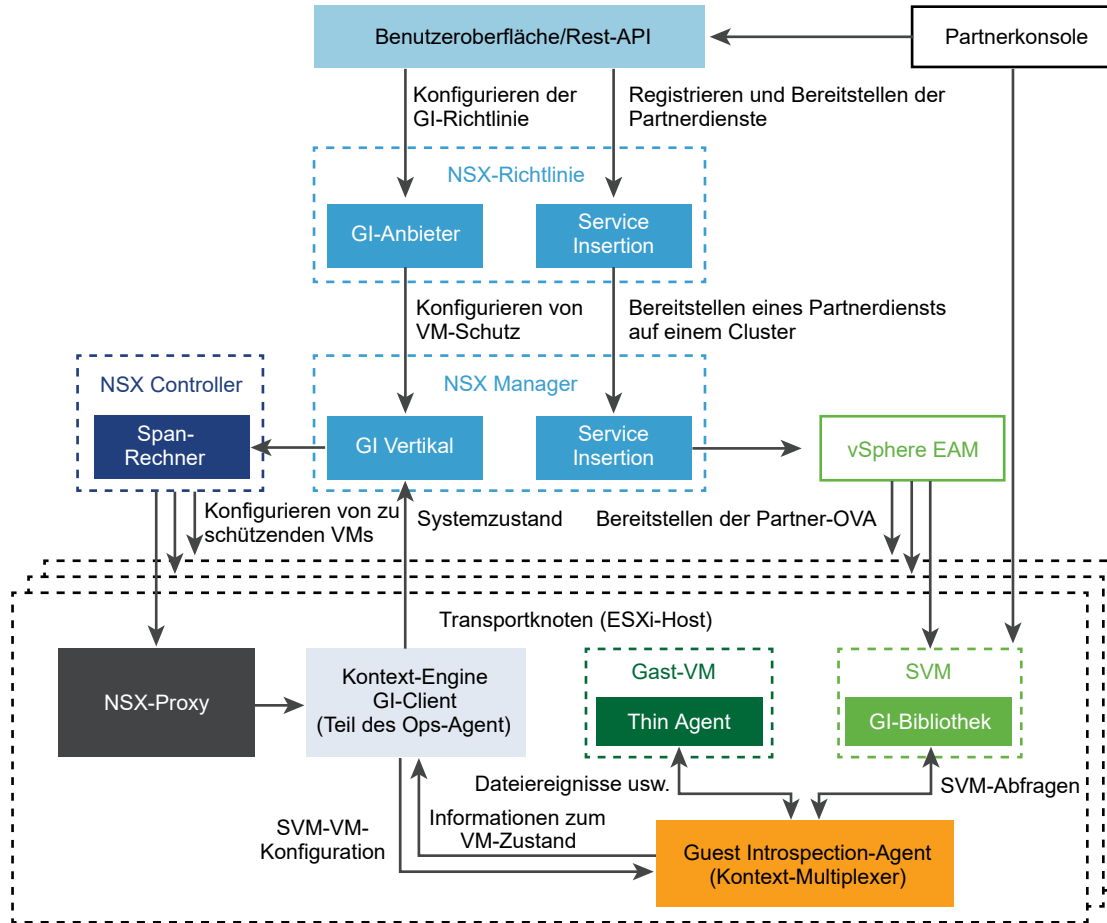 Benutzeroberfläche/Rest-API
Partnerkonsole
Konfigurieren der
GI-Richtlinie
Registrieren und Bereitstellen der
Partnerdienste
NSX-Richtlinie
GI-Anbieter
Service
Insertion
Konfigurieren von
VM-Schutz
Bereitstellen eines Partnerdiensts
auf einem Cluster
NSX Controller
NSX Manager
Span-
Rechner
GI Vertikal
Service
Insertion
vSphere EAM
Konfigurieren von zu
schützenden VMs
Systemzustand
Bereitstellen der Partner-OVA
Transportknoten (ESXi-Host)
NSX-Proxy
Kontext-Engine
GI-Client
(Teil des Ops-Agent)
Gast-VM
Thin Agent
SVM
GI-Bibliothek
Dateiereignisse usw.
SVM-Abfragen
SVM-VM-
Konfiguration
Informationen zum
VM-Zustand
Guest Introspection-Agent
(Kontext-Multiplexer)